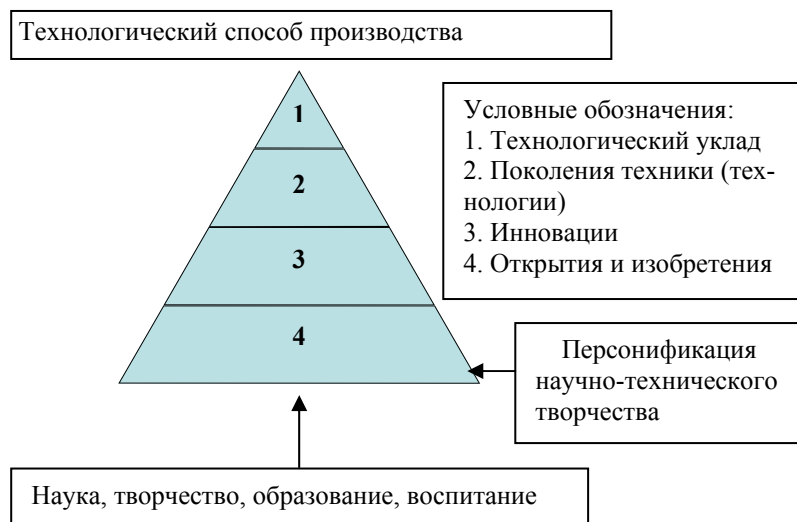 Технологический способ производства
1
2
3
4
Условные обозначения:
1. Технологический уклад
2. Поколения техники (тех-
нологии)
3. Инновации
4. Открытия и изобретения
Персонификация
научно-технического
творчества
Наука, творчество, образование, воспитание